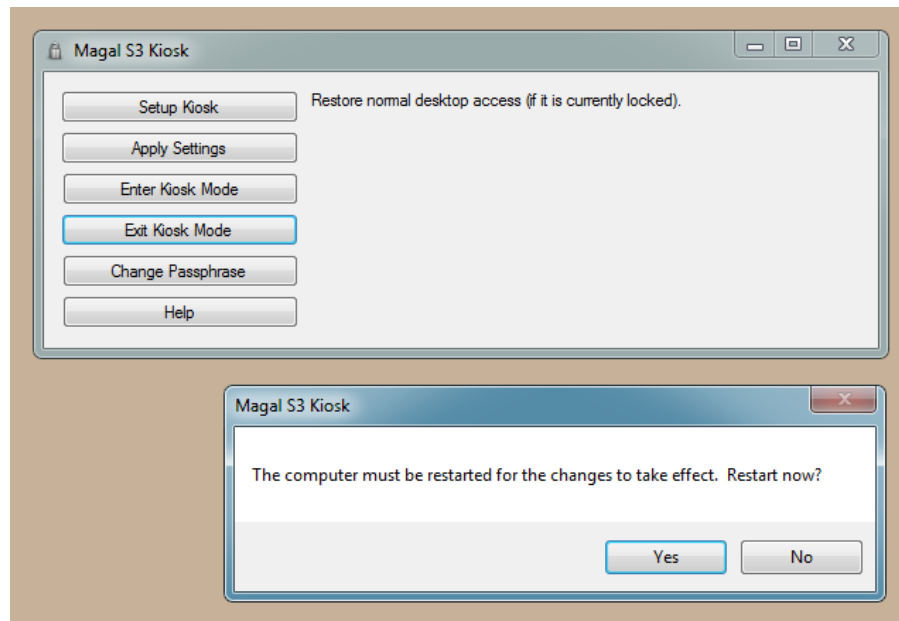 Magal S3 Kiosk
Setup Kiosk
Restore normal desktop access (if it is currently locked).
Apply Settings
Enter Kiosk Mode
Exit Kiosk Mode
Change Passphrase
Help
Magal S3 Kiosk
The computer must be restarted for the changes to take effect.  Restart now?
Yes No